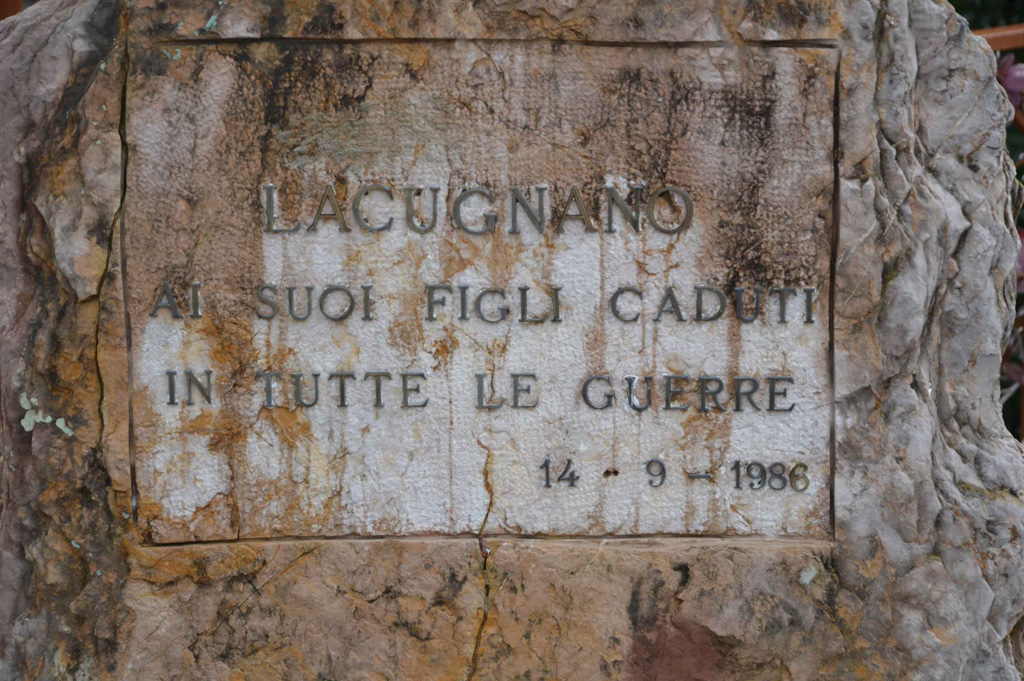 LACUGNANO
AI SUOI FIGLI CADUTI
IN TUTTE LE GUERRE
14 - 9 - 1986